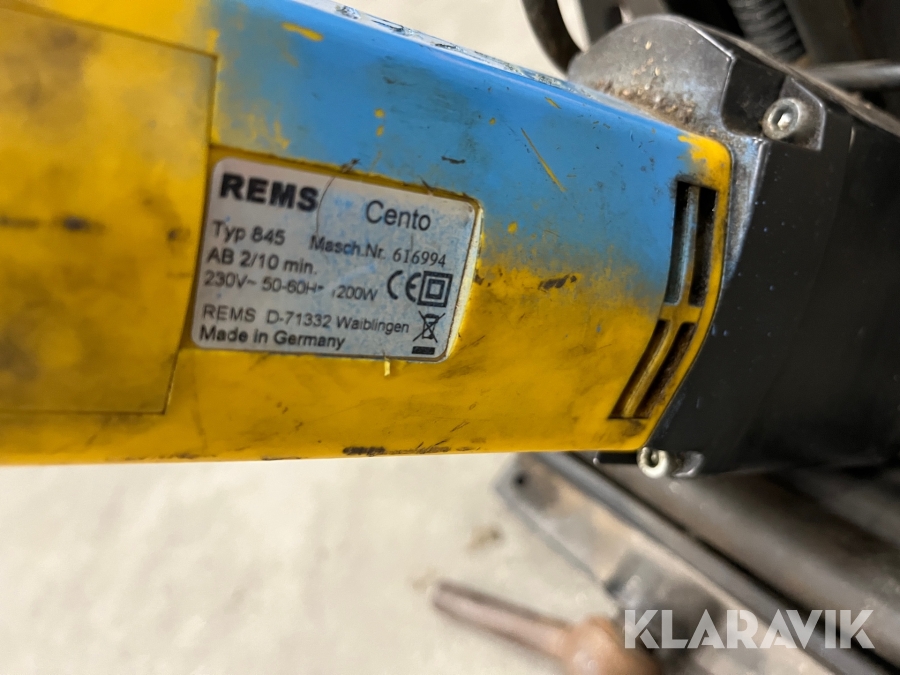 REMS Cento
Typ 845 Masch.Nr. 616994
AB 2/10 min.
230V~ 50-60H 200W CE
REMS D-71332 Waiblingen
Made in Germany
KLARAVIK